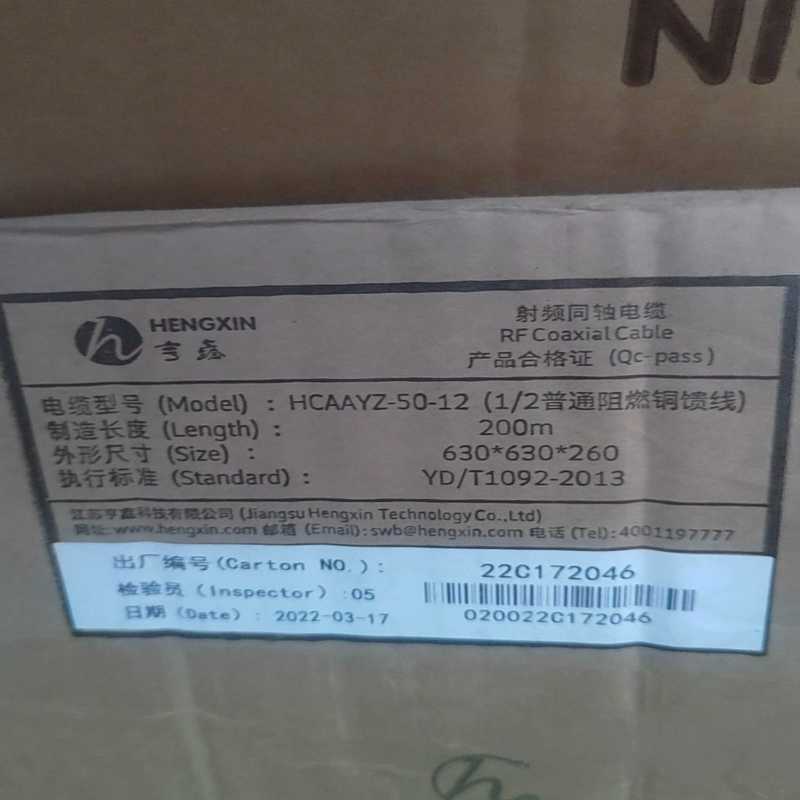 HENGXIN
亨鑫
射频同轴电缆
RF Coaxial Cable
产品合格证 (Qc-pass)
电缆型号 (Model) : HCAAYZ-50-12 (1/2普通阻燃铜馈线)
制造长度 (Length) : 200m
外形尺寸 (Size) : 630*630*260
执行标准 (Standard) : YD/T1092-2013
江苏亨鑫科技有限公司 (Jiangsu Hengxin Technology Co.,Ltd)
网址: www.hengxin.com 邮箱 (Email): swb@hengxin.com 电话 (Tel): 4001197777
出厂编号(Carton NO.): 22C172046
检验员 (Inspector) :05
日期 (Date) : 2022-03-17
020022C172046